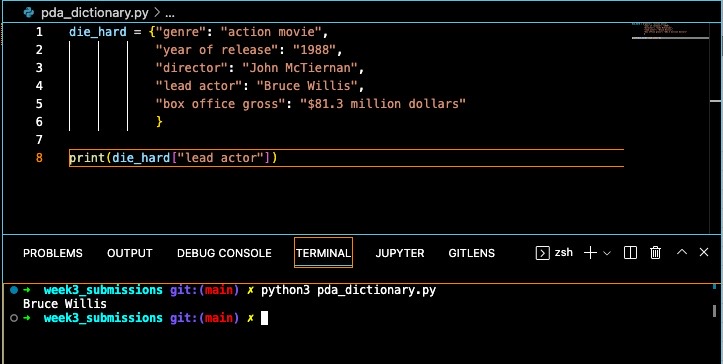 pda_dictionary.py > ...
1 die_hard = {"genre": "action movie",
2 "year of release": "1988",
3 "director": "John McTiernan",
4 "lead actor": "Bruce Willis",
5 "box office gross": "$81.3 million dollars"
6 }
7
8 print(die_hard["lead actor"])
PROBLEMS OUTPUT DEBUG CONSOLE TERMINAL JUPYTER GITLENS zsh
→ week3_submissions git:(main) ✗ python3 pda_dictionary.py
Bruce Willis
→ week3_submissions git:(main) ✗